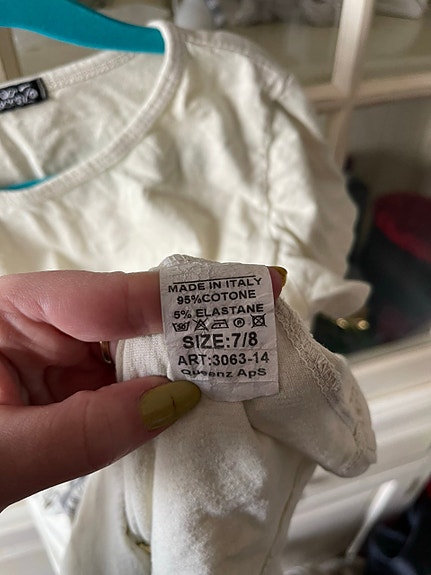 MADE IN ITALY
95%COTONE
5% ELASTANE
SIZE:7/8
ART:3063-14
Queenz ApS